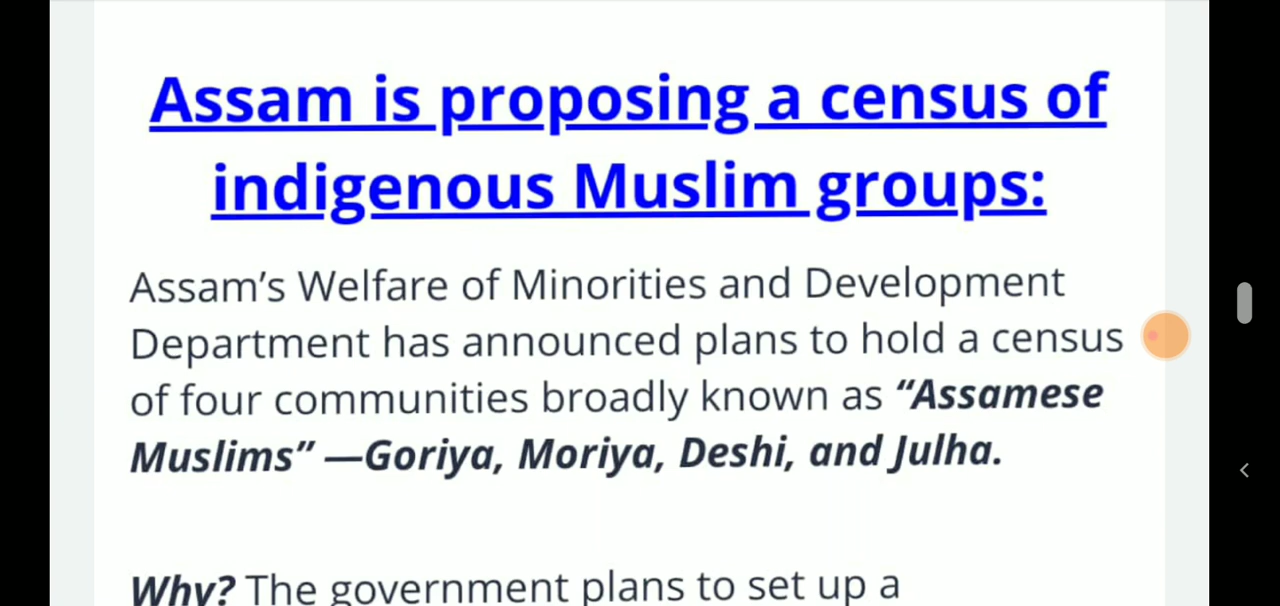 Assam is proposing a census of
indigenous Muslim groups:
Assam’s Welfare of Minorities and Development
Department has announced plans to hold a census
of four communities broadly known as “Assamese
Muslims” —Goriya, Moriya, Deshi, and Julha.
Why? The government plans to set up a